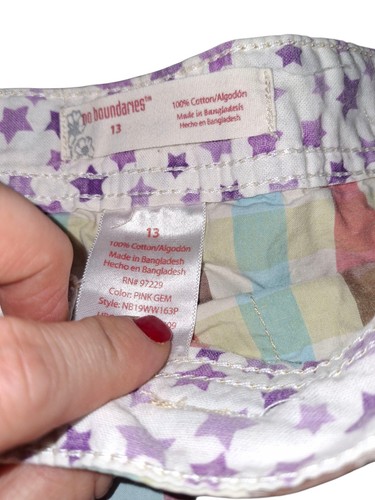 no boundaries™
13
100% Cotton/Algodón
Made in Bangladesh
Hecho en Bangladesh
13
100% Cotton/Algodón
Made in Bangladesh
Hecho en Bangladesh
RN# 97229
Color: PINK GEM
Style: NB19WW163P